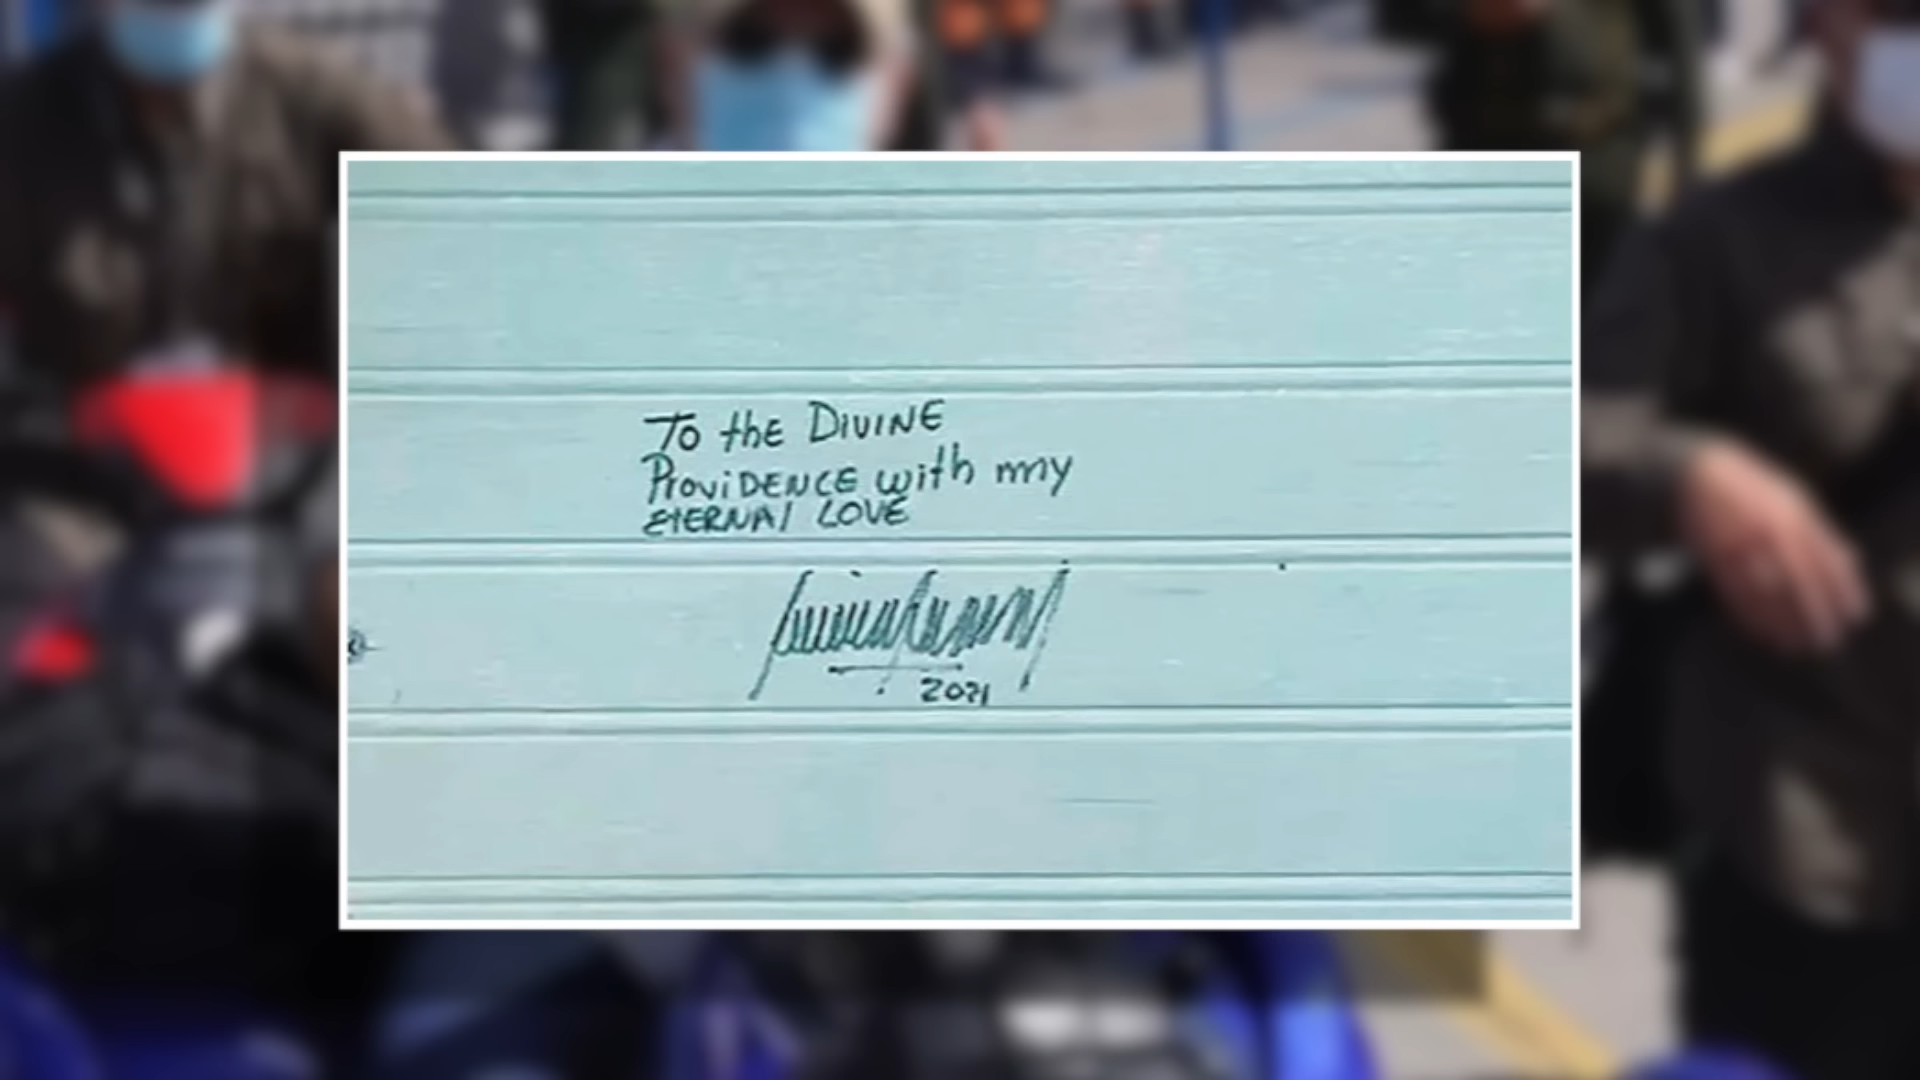 To the DIVINE
PROViDENCE with my
ETERNAl LOVE
2021